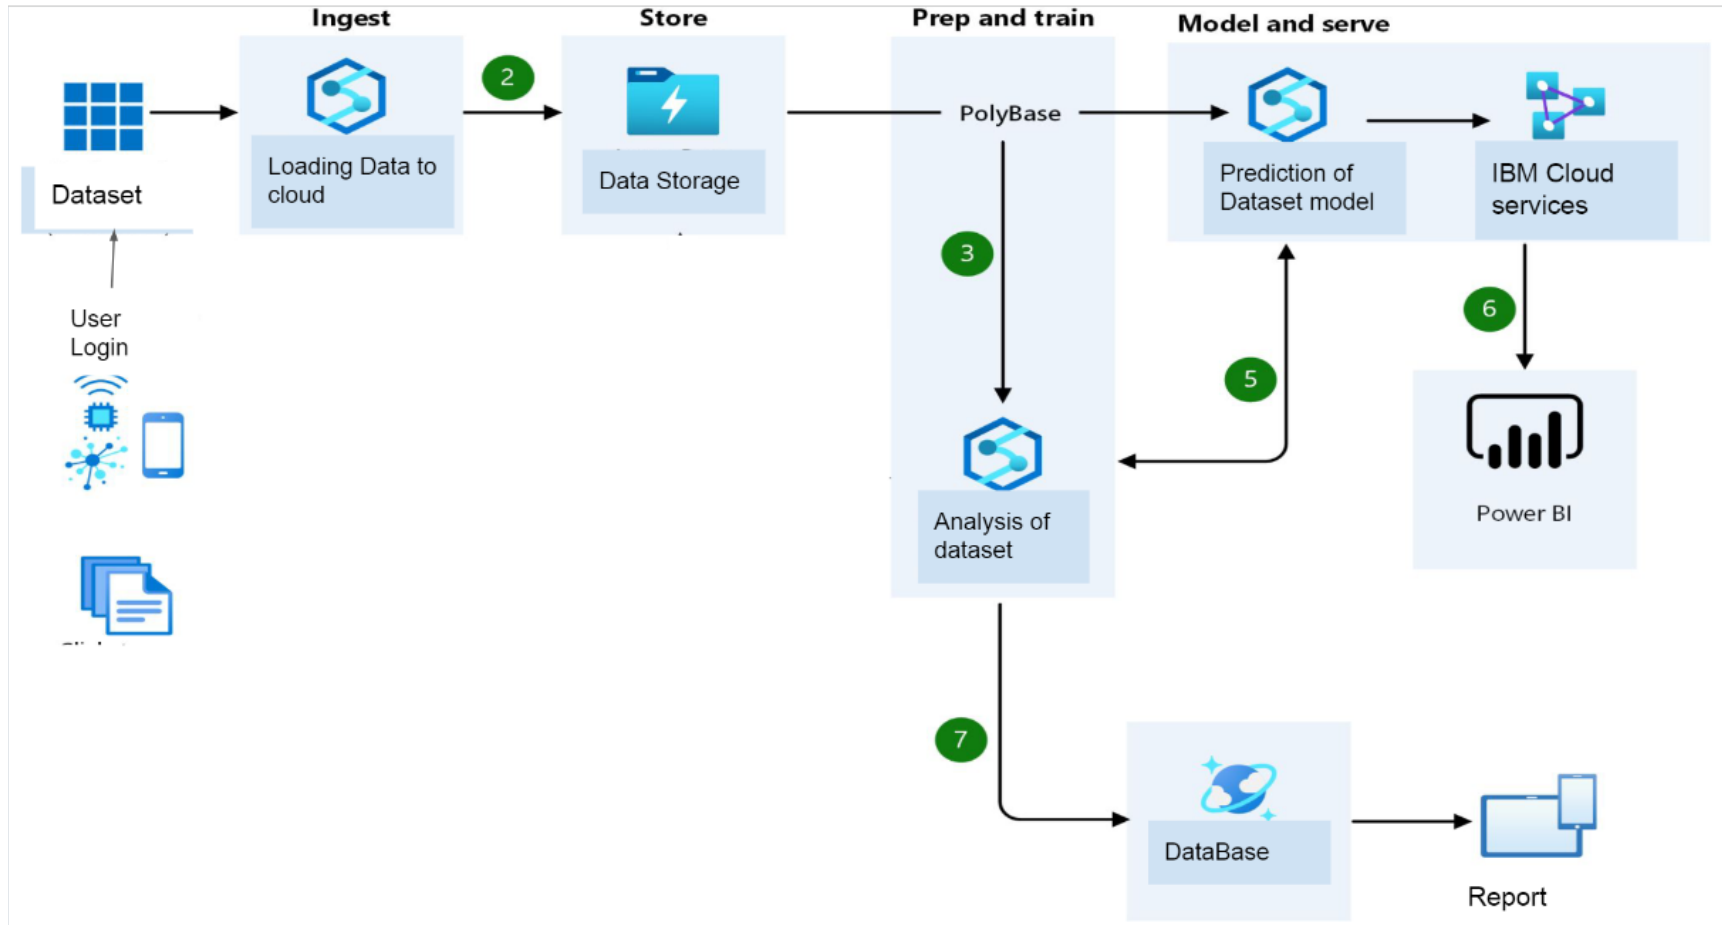 Ingest
Store
Prep and train
Model and serve
2
PolyBase
Loading Data to
cloud
Data Storage
Prediction of
Dataset model
IBM Cloud
services
Dataset
3
User
Login
6
5
Power BI
Analysis of
dataset
7
DataBase
Report